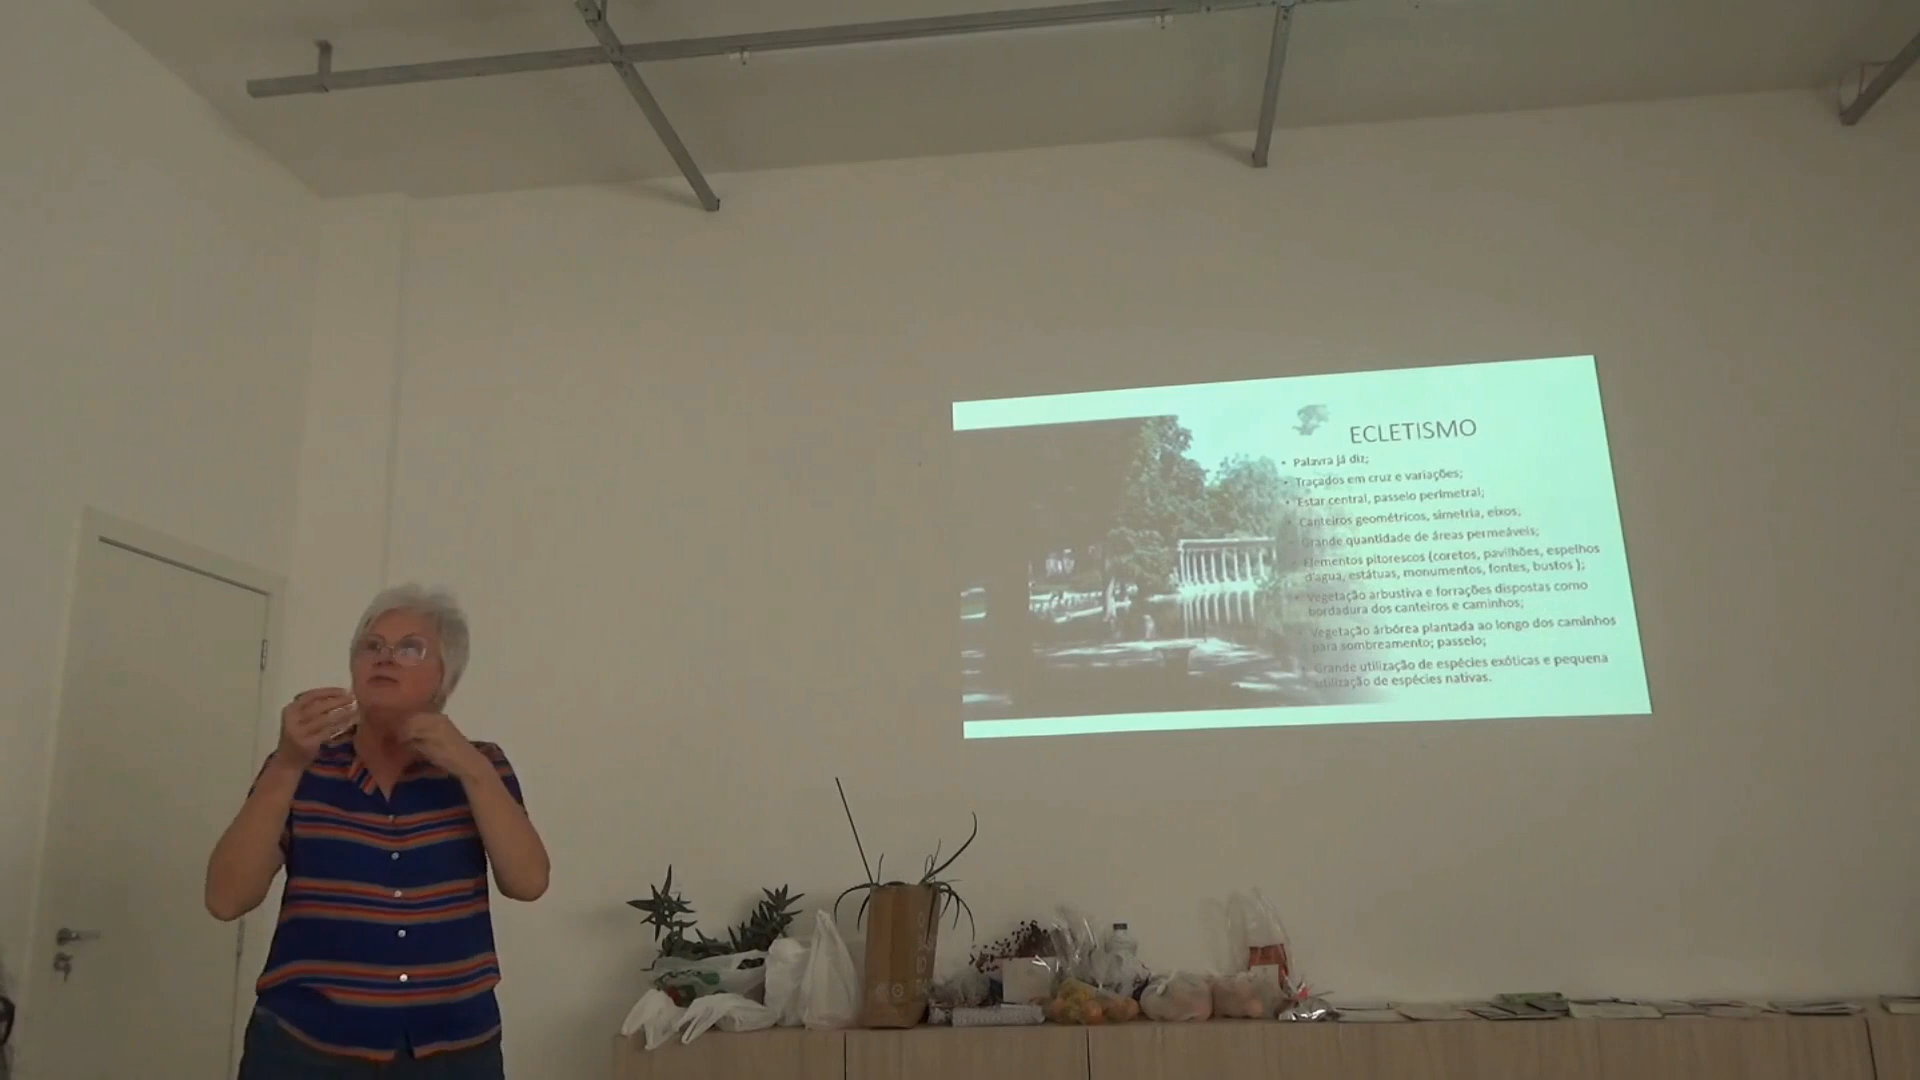 ECLETISMO
• Palavra já diz;
• Traçados em cruz e variações;
• Estar central, passeio perimetral;
• Canteiros geométricos, simetria, eixos;
• Grande quantidade de áreas permeáveis;
• Elementos pitorescos (coretos, pavilhões, espelhos
d'agua, estátuas, monumentos, fontes, bustos );
• Vegetação arbustiva e forrações dispostas como
bordadura dos canteiros e caminhos;
• Vegetação árbórea plantada ao longo dos caminhos
para sombreamento; passeio;
• Grande utilização de espécies exóticas e pequena
utilização de espécies nativas.